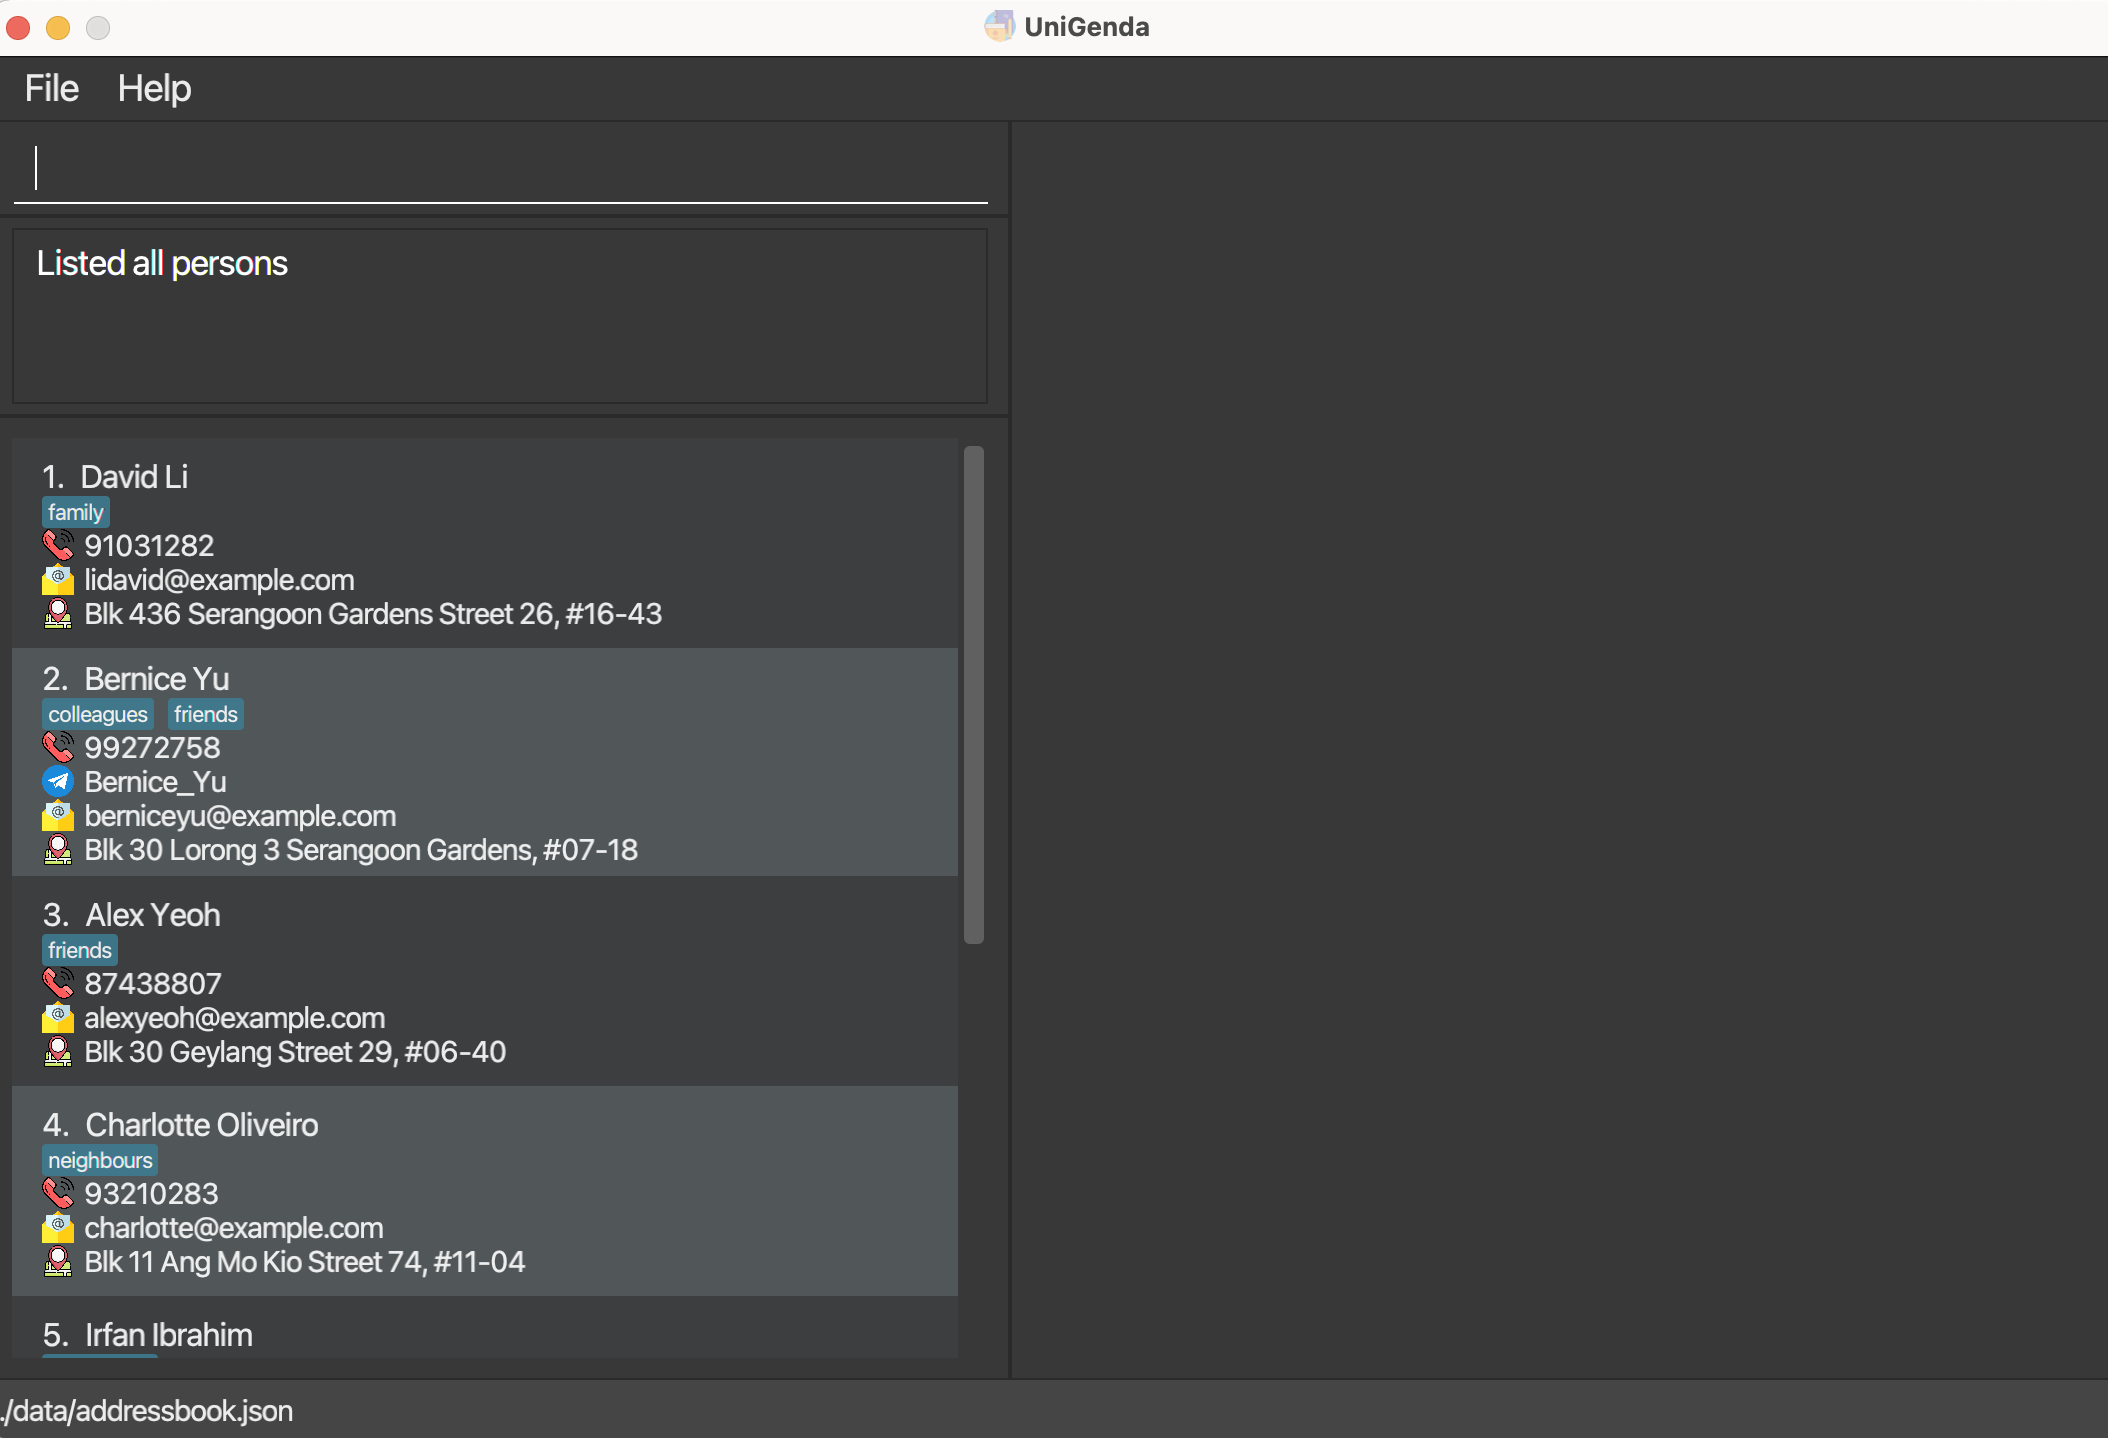 UniGenda
File Help
Listed all persons
1. David Li
family
91031282
lidavid@example.com
Blk 436 Serangoon Gardens Street 26, #16-43
2. Bernice Yu
colleagues friends
99272758
Bernice_Yu
berniceyu@example.com
Blk 30 Lorong 3 Serangoon Gardens, #07-18
3. Alex Yeoh
friends
87438807
alexyeoh@example.com
Blk 30 Geylang Street 29, #06-40
4. Charlotte Oliveiro
neighbours
93210283
charlotte@example.com
Blk 11 Ang Mo Kio Street 74, #11-04
5. Irfan Ibrahim
./data/addressbook.json